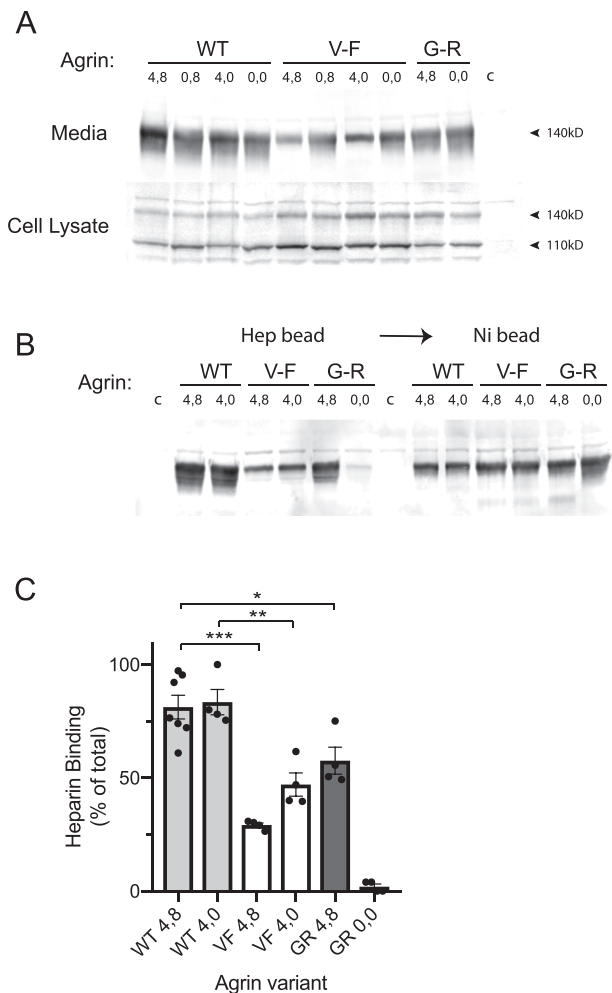 A
Agrin: WT V-F G-R
4,8 0,8 4,0 0,0 4,8 0,8 4,0 0,0 4,8 0,0 c
Media 140kD
140kD
Cell Lysate
110kD
B
Hep bead Ni bead
Agrin: WT V-F G-R WT V-F G-R
c 4,8 4,0 4,8 4,0 4,8 0,0 c 4,8 4,0 4,8 4,0 4,8 0,0
C
*
**
***
100
50
0
Heparin Binding
(% of total)
WT 4,8 WT 4,0 VF 4,8 VF 4,0 GR 4,8 GR 0,0
Agrin variant